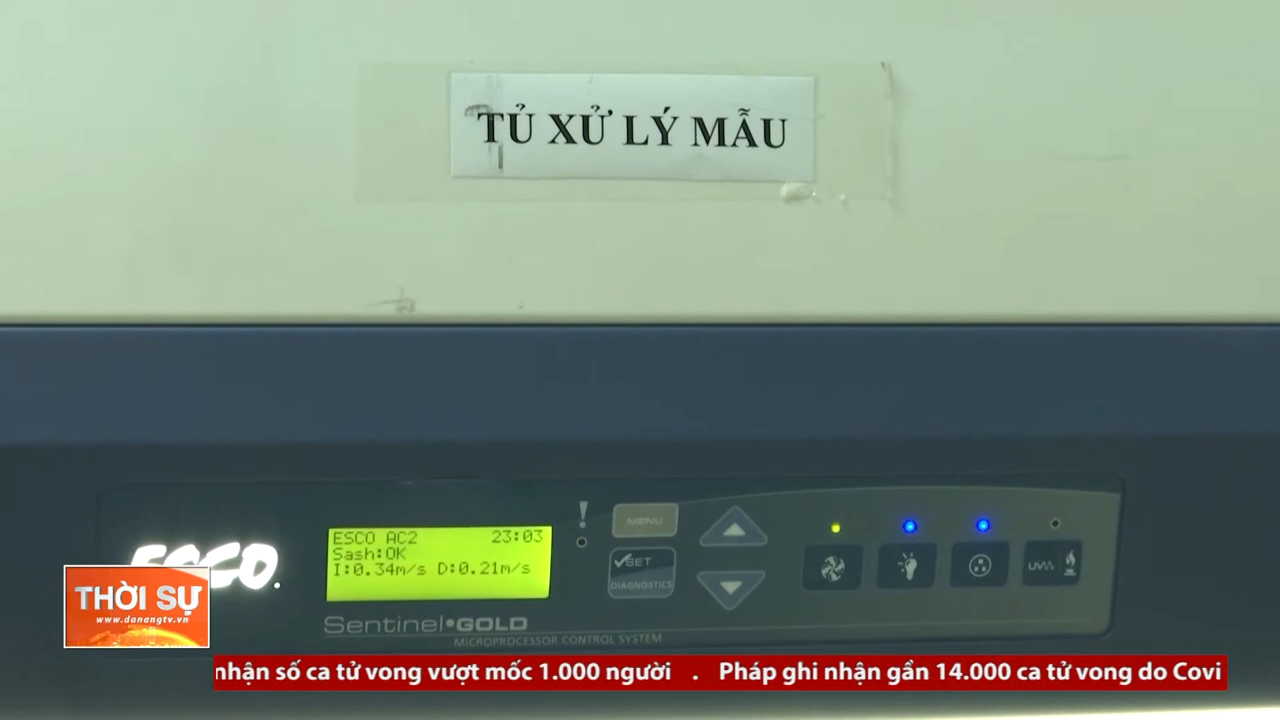 TỦ XỬ LÝ MẪU
ESCO.
ESCO AC2 23:03
Sash:OK
I:0.34m/s D:0.21m/s
!
MENU
SET
DIAGNOSTICS
Sentinel•GOLD
MICROPROCESSOR CONTROL SYSTEM
UV
THỜI SỰ
www.danangtv.vn
nhận số ca tử vong vượt mốc 1.000 người . Pháp ghi nhận gần 14.000 ca tử vong do Covi